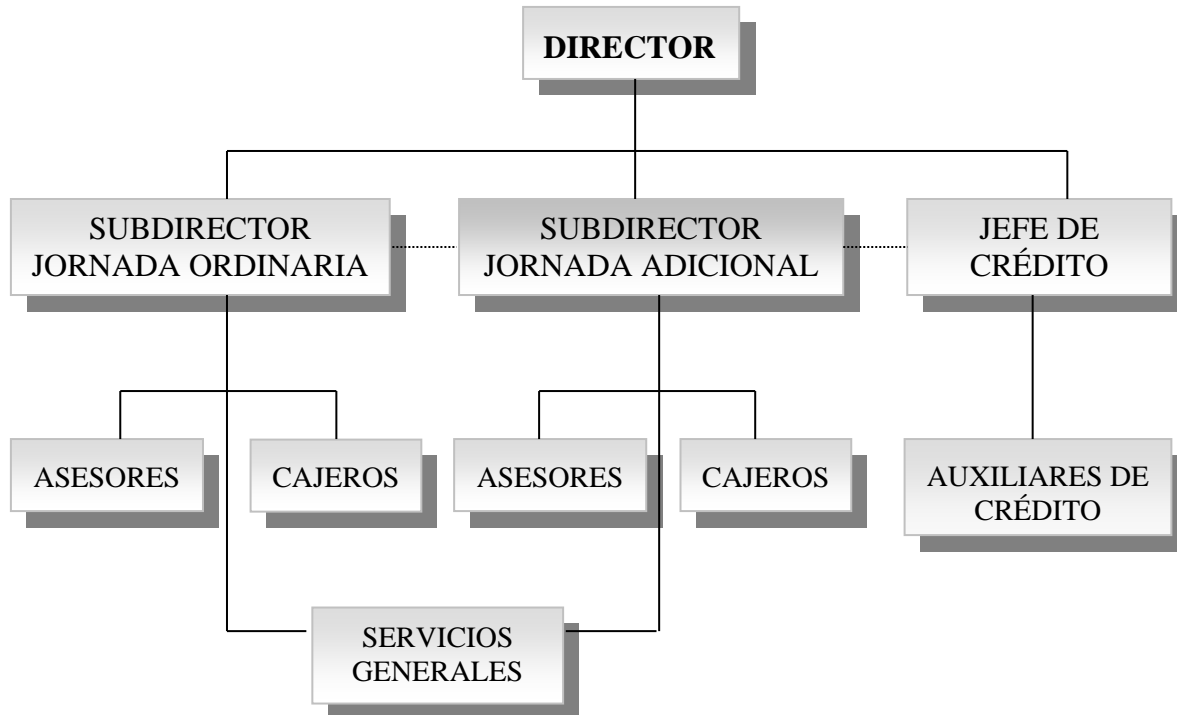 DIRECTOR
SUBDIRECTOR
JORNADA ORDINARIA
SUBDIRECTOR
JORNADA ADICIONAL
JEFE DE
CRÉDITO
ASESORES
CAJEROS
ASESORES
CAJEROS
AUXILIARES DE
CRÉDITO
SERVICIOS
GENERALES